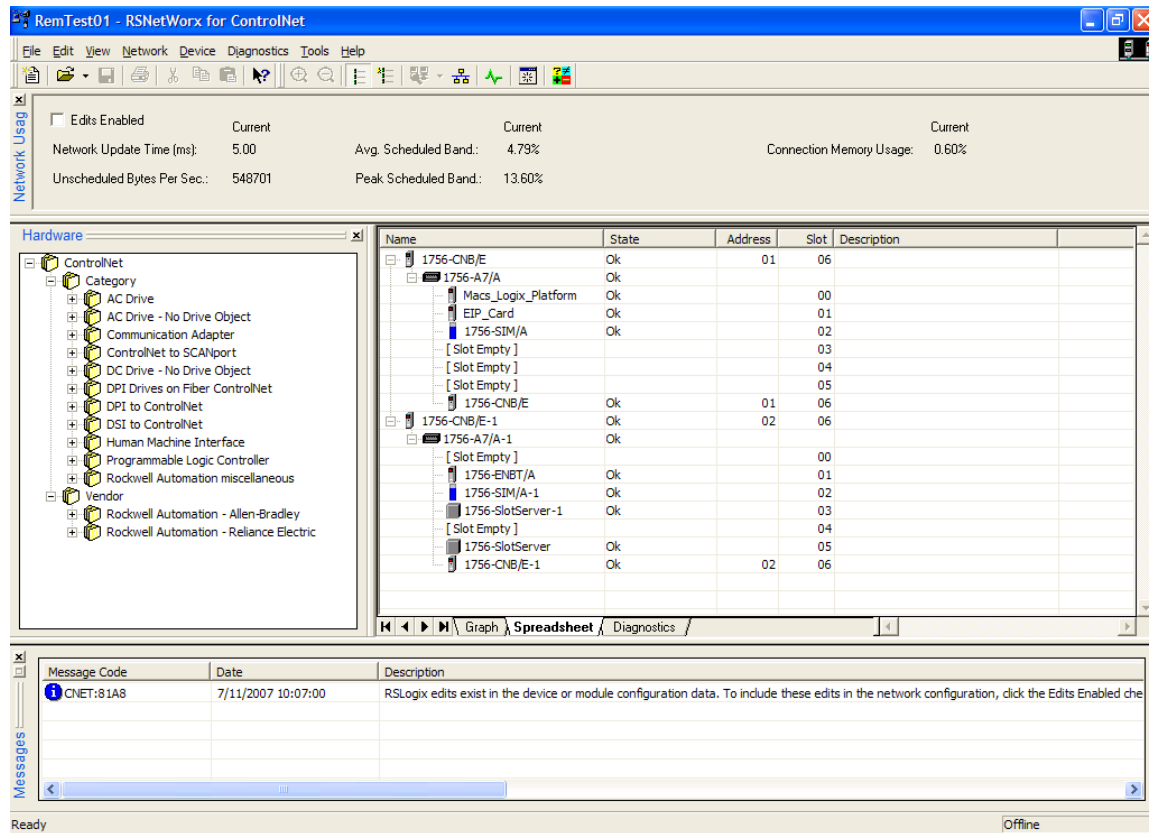 RemTest01 - RSNetWorx for ControlNet
File Edit View Network Device Diagnostics Tools Help
Network Usag
Edits Enabled
Current Current Current
Network Update Time (ms): 5.00 Avg. Scheduled Band.: 4.79% Connection Memory Usage: 0.60%
Unscheduled Bytes Per Sec.: 548701 Peak Scheduled Band.: 13.60%
Hardware
ControlNet
Category
AC Drive
AC Drive - No Drive Object
Communication Adapter
ControlNet to SCANport
DC Drive - No Drive Object
DPI Drives on Fiber ControlNet
DPI to ControlNet
DSI to ControlNet
Human Machine Interface
Programmable Logic Controller
Rockwell Automation miscellaneous
Vendor
Rockwell Automation - Allen-Bradley
Rockwell Automation - Reliance Electric
Name State Address Slot Description
1756-CNB/E Ok 01 06
1756-A7/A Ok
Macs_Logix_Platform Ok 00
EIP_Card Ok 01
1756-SIM/A Ok 02
[ Slot Empty ] 03
[ Slot Empty ] 04
[ Slot Empty ] 05
1756-CNB/E Ok 01 06
1756-CNB/E-1 Ok 02 06
1756-A7/A-1 Ok
[ Slot Empty ] 00
1756-ENBT/A Ok 01
1756-SIM/A-1 Ok 02
1756-SlotServer-1 Ok 03
[ Slot Empty ] 04
1756-SlotServer Ok 05
1756-CNB/E-1 Ok 02 06
Graph Spreadsheet Diagnostics
Messages
Message Code Date Description
CNET:81A8 7/11/2007 10:07:00 RSLogix edits exist in the device or module configuration data. To include these edits in the network configuration, click the Edits Enabled che
Ready Offline